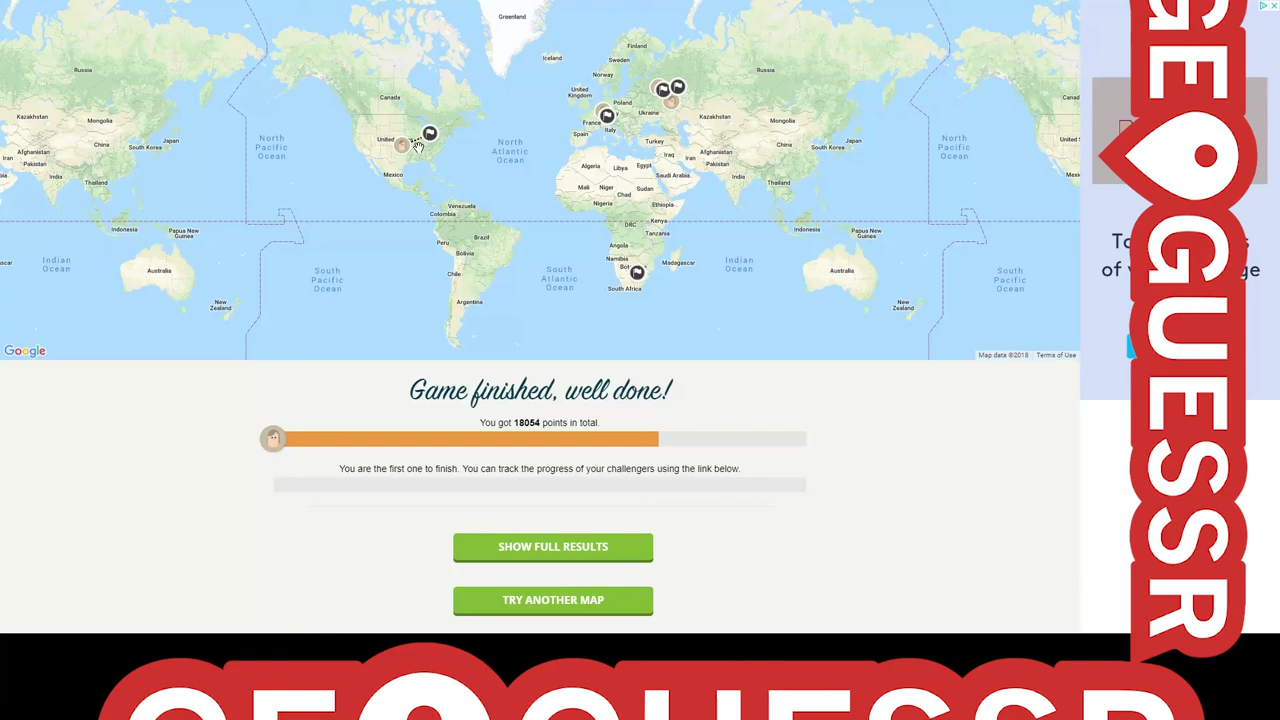 Greenland
Iceland
Finland
Sweden
Norway
Russia
Russia
Canada
United Kingdom
Poland
Ukraine
France
Italy
Spain
Turkey
Kazakhstan
Mongolia
China
Japan
South Korea
Afghanistan
Pakistan
India
Thailand
North Pacific Ocean
United
Mexico
North Atlantic Ocean
Algeria
Libya
Egypt
Iraq
Iran
Saudi Arabia
Mali
Niger
Chad
Sudan
Nigeria
Ethiopia
Kazakhstan
Mongolia
China
Japan
South Korea
Afghanistan
Pakistan
India
Thailand
North Pacific Ocean
Canada
United St
Mexico
Venezuela
Colombia
Peru
Brazil
Bolivia
Chile
Argentina
DRC
Kenya
Tanzania
Angola
Namibia
Madagascar
South Africa
Indonesia
Papua New Guinea
Indonesia
Papua New Guinea
Indian Ocean
Australia
New Zealand
South Pacific Ocean
South Atlantic Ocean
Indian Ocean
Australia
New Zealand
South Pacific Ocean
Google
Map data ©2018
Terms of Use
Game finished, well done!
You got 18054 points in total.
You are the first one to finish. You can track the progress of your challengers using the link below.
SHOW FULL RESULTS
TRY ANOTHER MAP
GEOGUESSR
GEOGUESSR